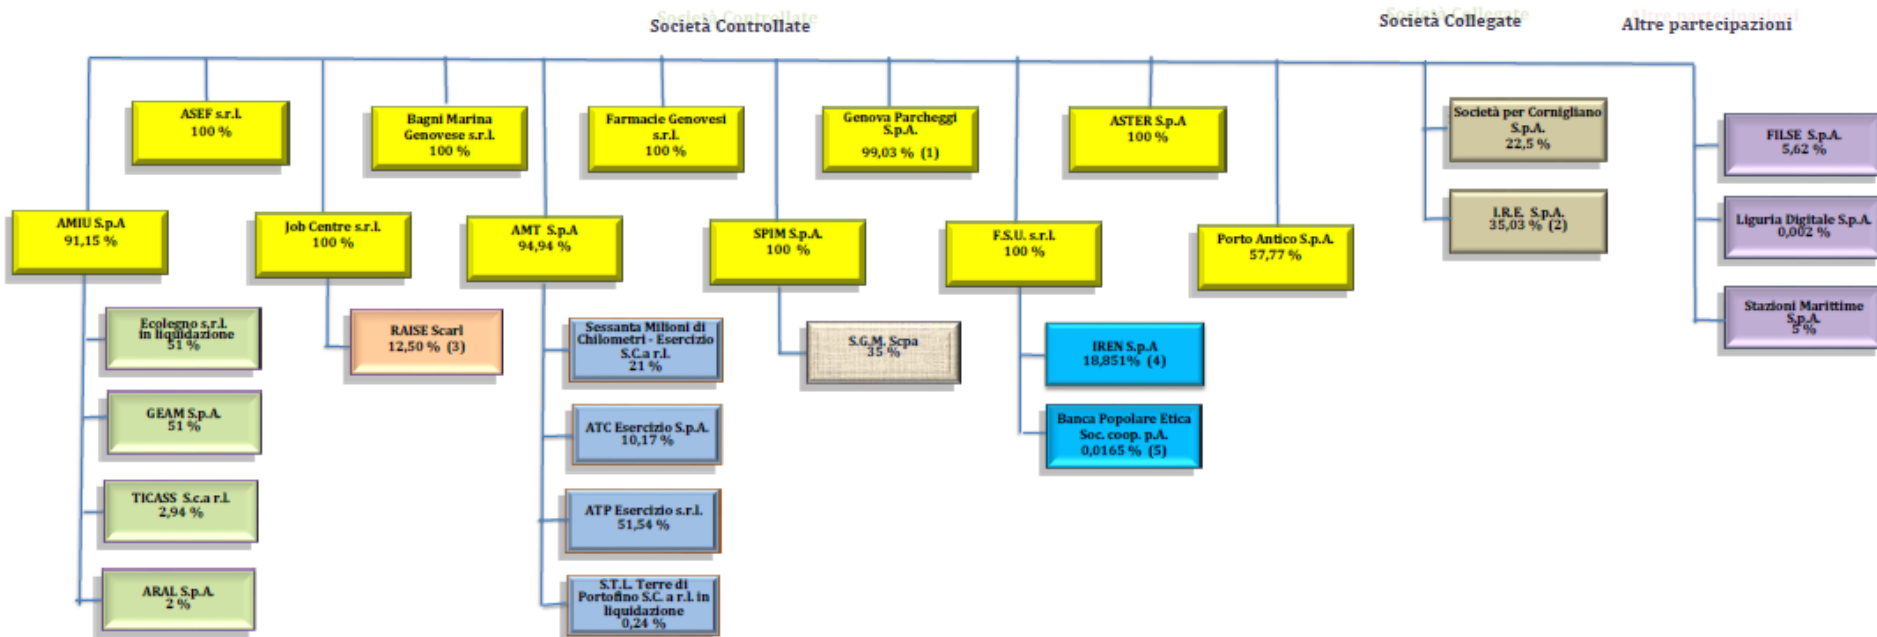 Società Controllate
Società Collegate
Altre partecipazioni
ASEF s.r.l.
100 %
Bagni Marina
Genovese s.r.l.
100 %
Farmacie Genovesi
s.r.l.
100 %
Genova Parcheggi
S.p.A.
99,03 % (1)
ASTER S.p.A
100 %
Società per Cornigliano
S.p.A.
22,5 %
FILSE S.p.A.
5,62 %
AMIU S.p.A
91,15 %
Job Centre s.r.l.
100 %
AMT S.p.A
94,94 %
SPIM S.p.A.
100 %
F.S.U. s.r.l.
100 %
Porto Antico S.p.A.
57,77 %
I.R.E. S.p.A.
35,03 % (2)
Liguria Digitale S.p.A.
0,002 %
Stazioni Marittime
S.p.A.
5 %
Ecolegno s.r.l.
in liquidazione
51 %
RAISE Scarl
12,50 % (3)
Sessanta Milioni di
Chilometri - Esercizio
S.C.a r.l.
21 %
S.G.M. Scpa
35 %
IREN S.p.A
18,851% (4)
GEAM S.p.A.
51 %
ATC Esercizio S.p.A.
10,17 %
Banca Popolare Etica
Soc. coop. p.A.
0,0165 % (5)
TICASS S.c.a r.l.
2,94 %
ATP Esercizio s.r.l.
51,54 %
ARAL S.p.A.
2 %
S.T.L. Terre di
Portofino S.C. a r.l. in
liquidazione
0,24 %